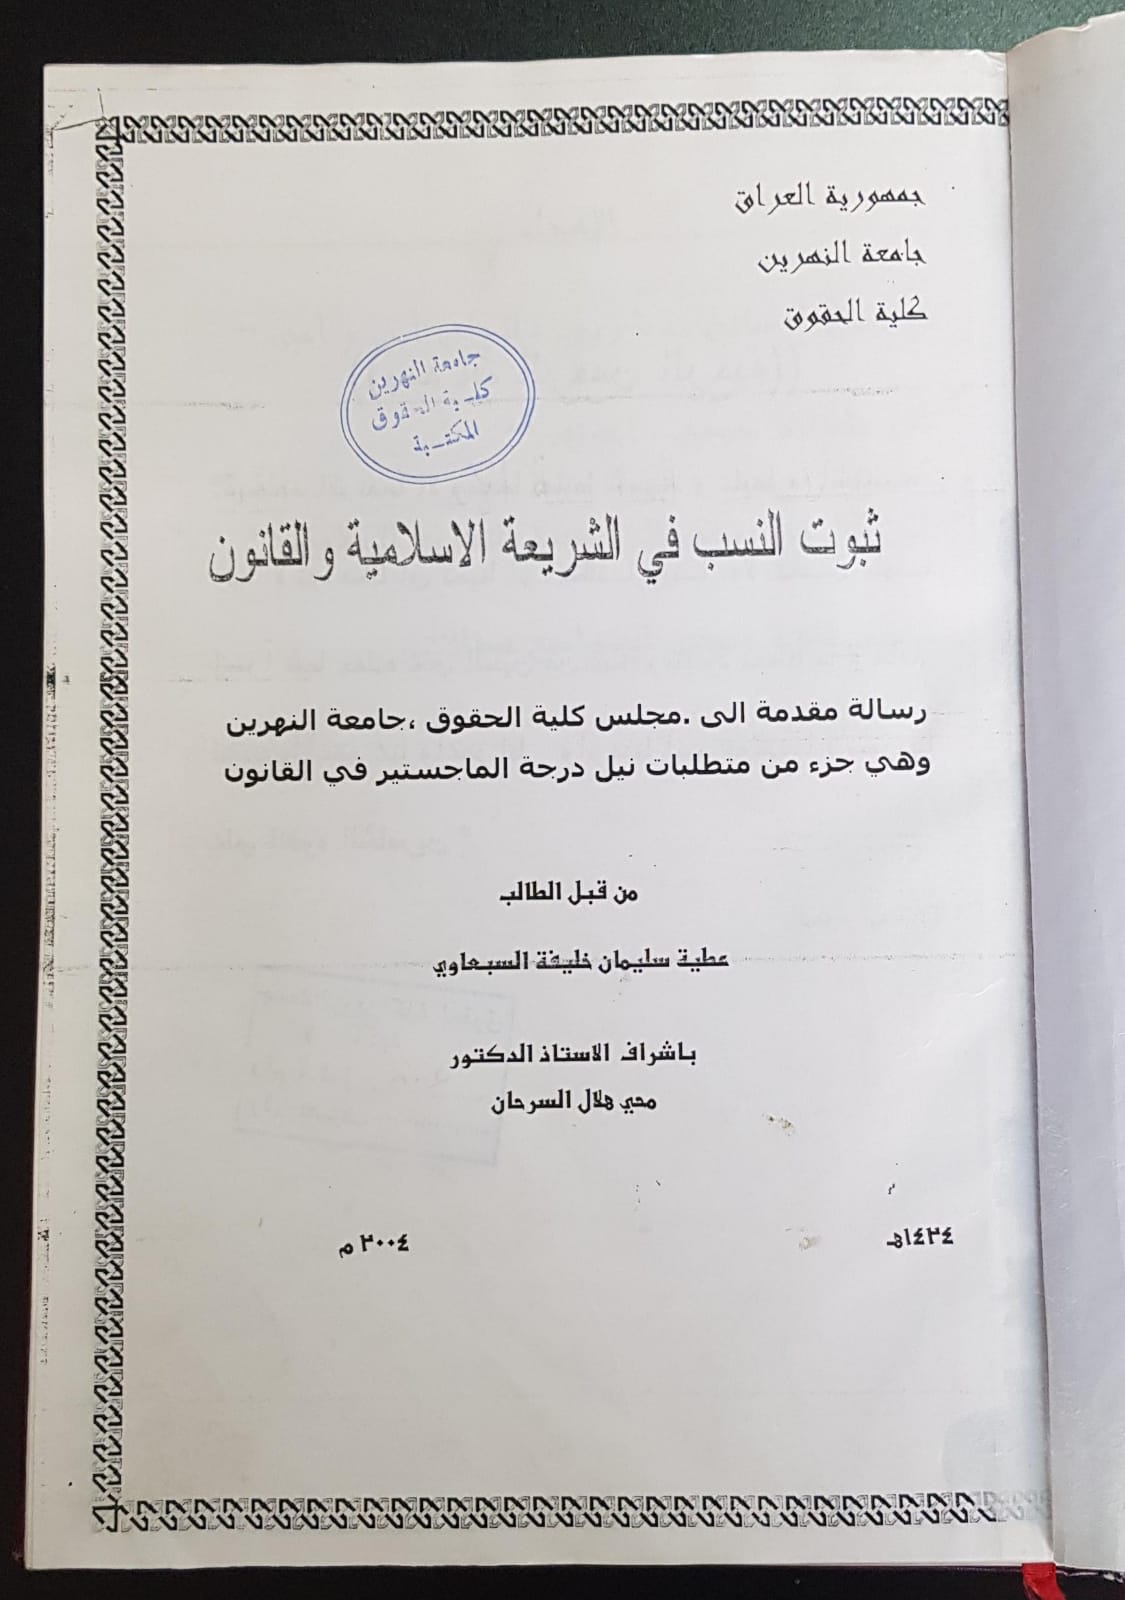 جمهورية العراق
جامعة النهرين
كلية الحقوق
جامعة النهرين
كلية الحقوق
المكتبة
ثبوت النسب في الشريعة الاسلامية والقانون
رسالة مقدمة الى .مجلس كلية الحقوق ،جامعة النهرين
وهي جزء من متطلبات نيل درجة الماجستير في القانون
من قبل الطالب
عطية سليمان خليفة السبعاوي
باشراف الاستاذ الدكتور
محي هلال السرحان
١٤٢٤هـ
٢٠٠٤ م